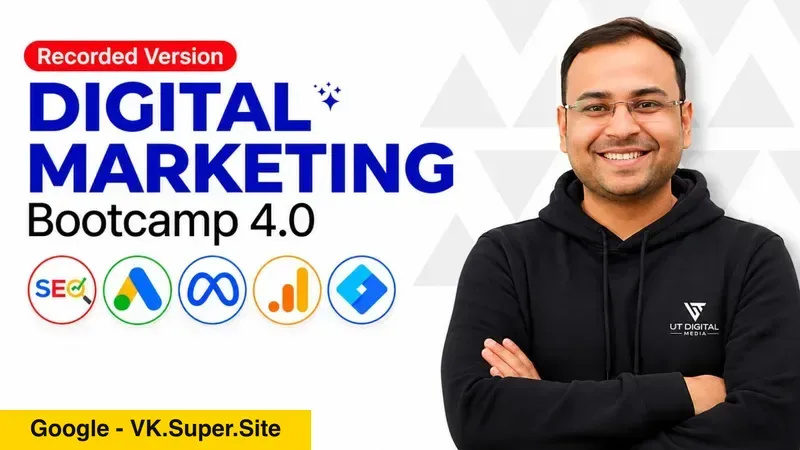 Recorded Version
DIGITAL
MARKETING
Bootcamp 4.0
SEO
UT DIGITAL
MEDIA
Google - VK.Super.Site